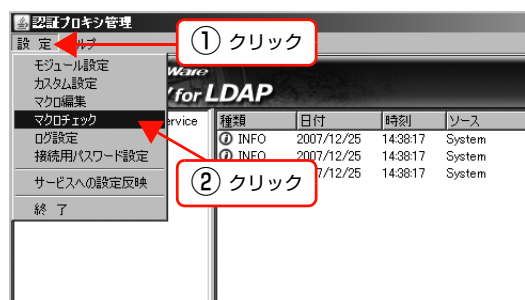 認証プロキシ管理
設 定
① クリック
モジュール設定
カスタム設定
マクロ編集
マクロチェック
ログ設定
接続用パスワード設定
サービスへの設定反映
終 了
Ware
for LDAP
rvice
種類 日付 時刻 ソース
INFO 2007/12/25 14:38:17 System
INFO 2007/12/25 14:38:17 System
7/12/25 14:38:17 System
② クリック